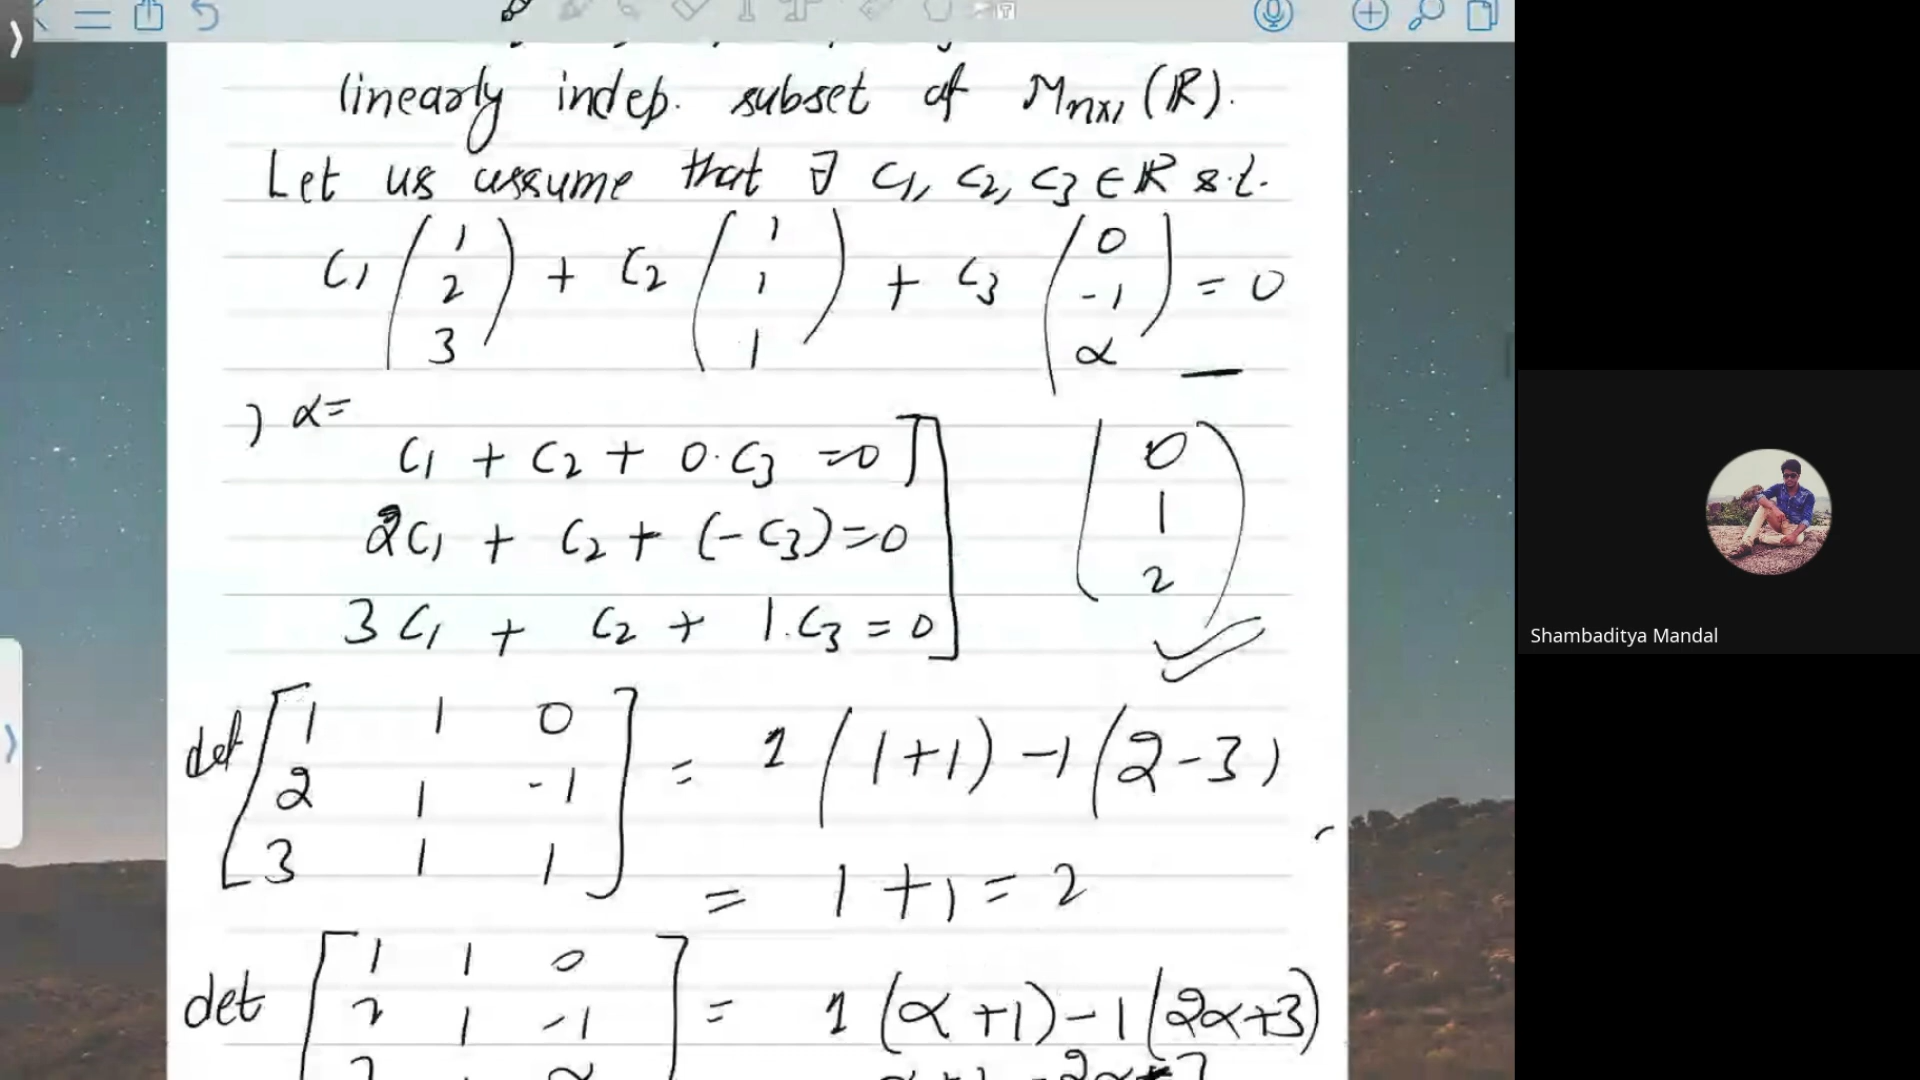 linearly indep. subset of M_{n×1} (ℝ).
Let us assume that ∃ c₁, c₂, c₃ ∈ ℝ s.t.
c₁ (1 2 3) + c₂ (1 1 1) + c₃ (0 -1 α) = 0
) α =
c₁ + c₂ + 0·c₃ = 0
2c₁ + c₂ + (-c₃) = 0
3c₁ + c₂ + 1·c₃ = 0
(0 1 2)
det [1 1 0
2 1 -1
3 1 1] = 1 (1+1) -1 (2-3)
= 1 + 1 = 2
det [1 1 0
2 1 -1 = 1 (α+1) -1 (2α+3)
Shambaditya Mandal